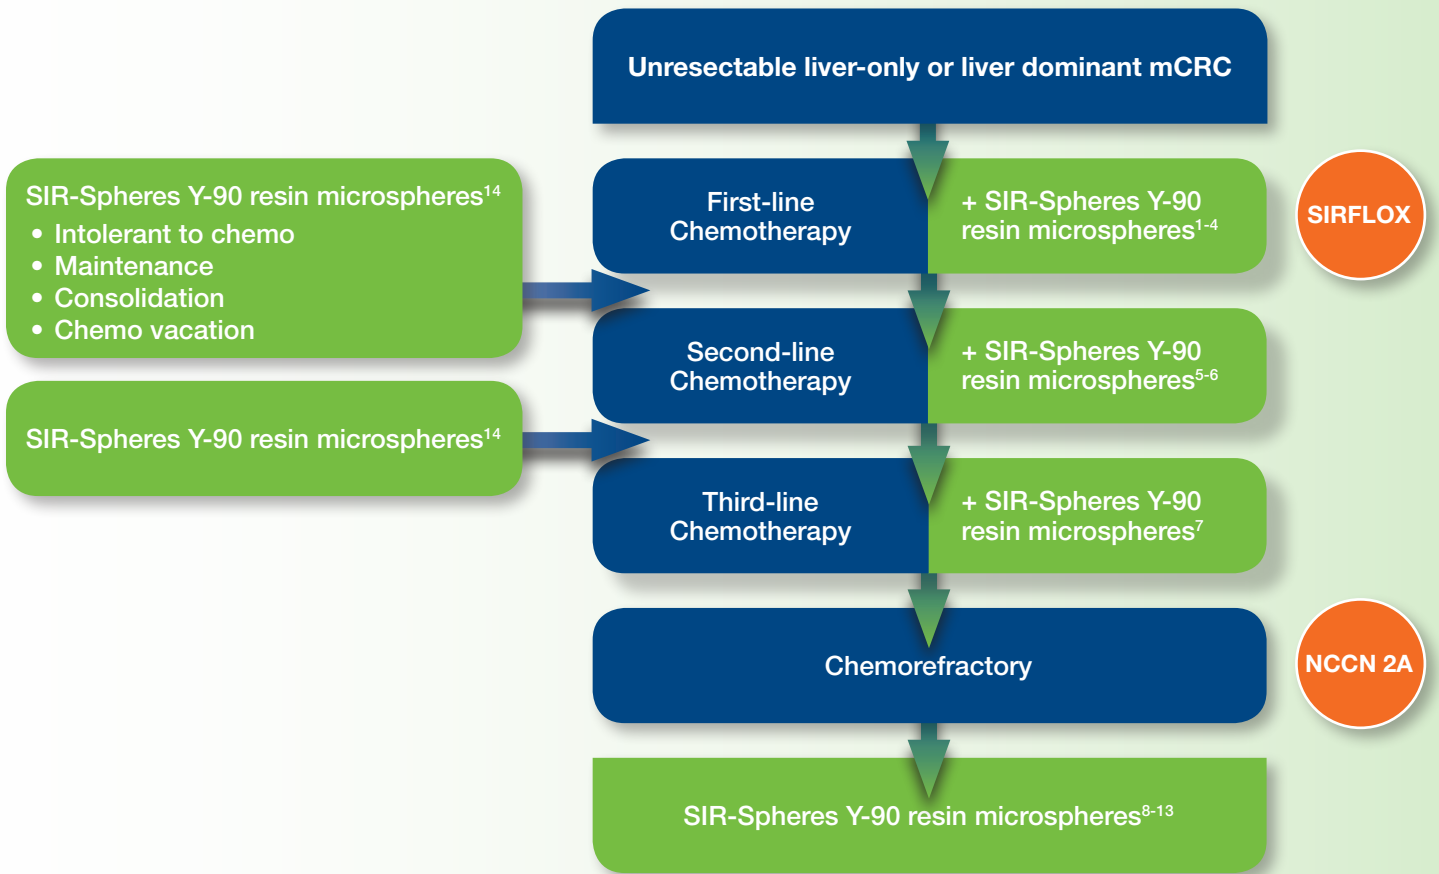 Unresectable liver-only or liver dominant mCRC
SIR-Spheres Y-90 resin microspheres14
• Intolerant to chemo
• Maintenance
• Consolidation
• Chemo vacation
First-line
Chemotherapy
+ SIR-Spheres Y-90
resin microspheres1-4
SIRFLOX
Second-line
Chemotherapy
+ SIR-Spheres Y-90
resin microspheres5-6
SIR-Spheres Y-90 resin microspheres14
Third-line
Chemotherapy
+ SIR-Spheres Y-90
resin microspheres7
Chemorefractory
NCCN 2A
SIR-Spheres Y-90 resin microspheres8-13